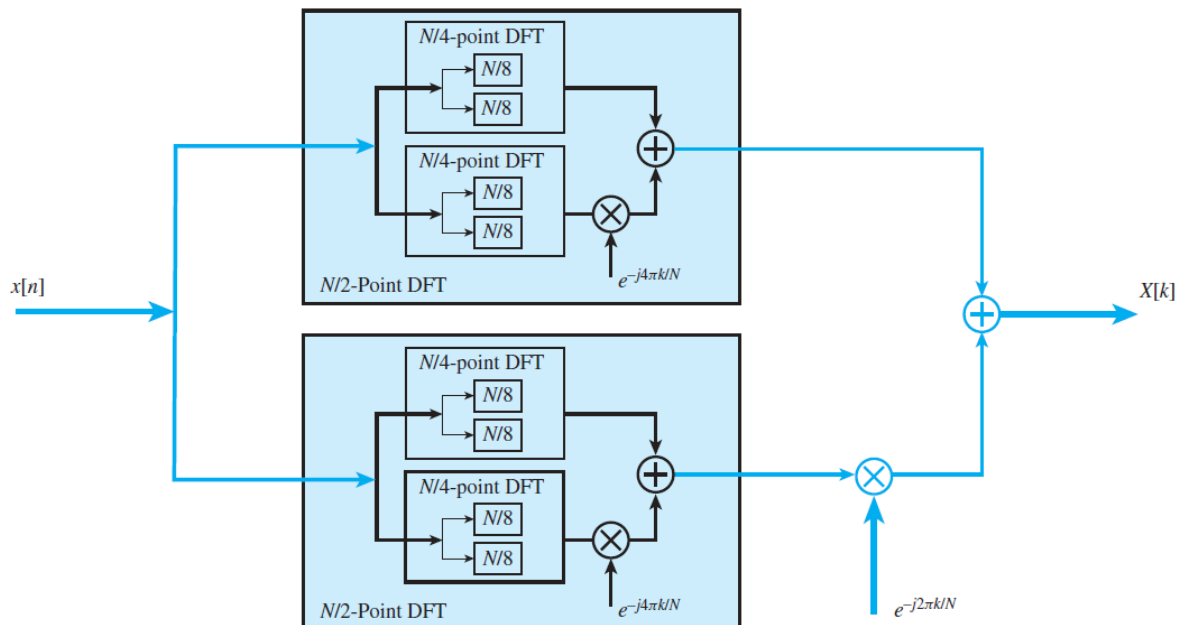 N/4-point DFT
N/8
N/8
N/4-point DFT
N/8
N/8
e^{-j4πk/N}
N/2-Point DFT
x[n]
X[k]
N/4-point DFT
N/8
N/8
N/4-point DFT
N/8
N/8
e^{-j4πk/N}
e^{-j2πk/N}
N/2-Point DFT